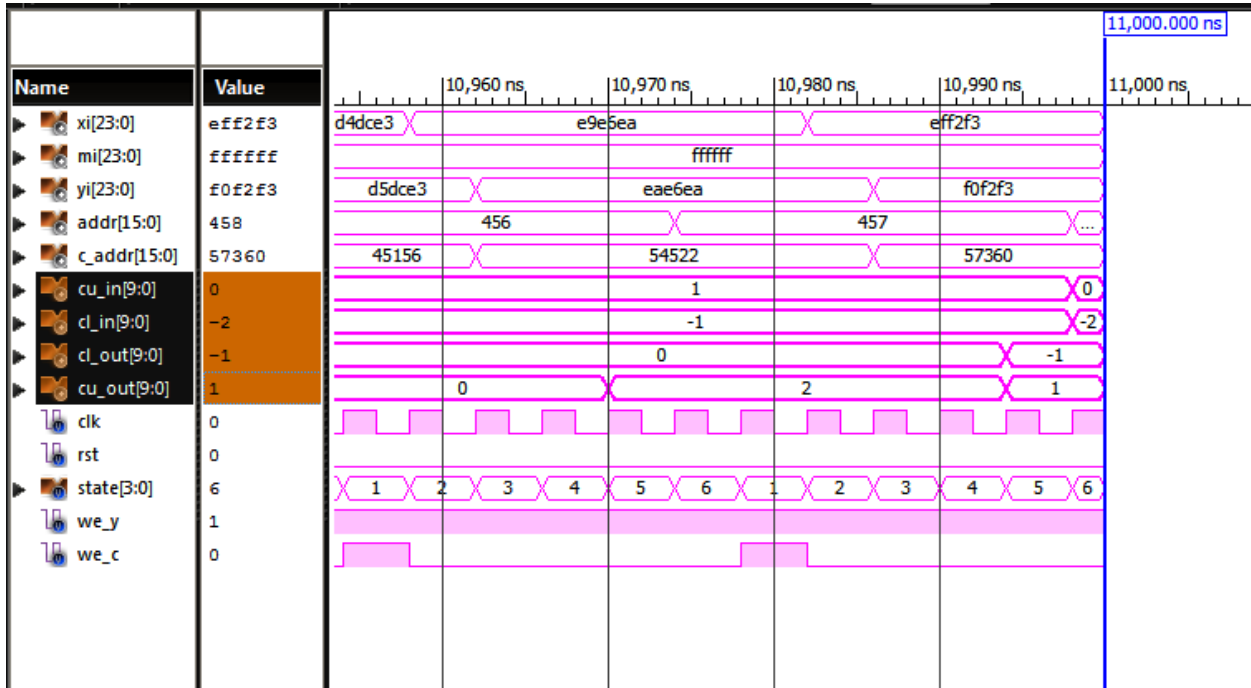 11,000.000 ns
Name Value 10,960 ns 10,970 ns 10,980 ns 10,990 ns 11,000 ns
xi[23:0] eff2f3 d4dce3 e9e6ea eff2f3
mi[23:0] ffffff ffffff
yi[23:0] f0f2f3 d5dce3 eae6ea f0f2f3
addr[15:0] 458 456 457 ...
c_addr[15:0] 57360 45156 54522 57360
cu_in[9:0] 0 1 0
cl_in[9:0] -2 -1 -2
cl_out[9:0] -1 0 -1
cu_out[9:0] 1 0 2 1
clk 0
rst 0
state[3:0] 6 1 2 3 4 5 6 1 2 3 4 5 6
we_y 1
we_c 0